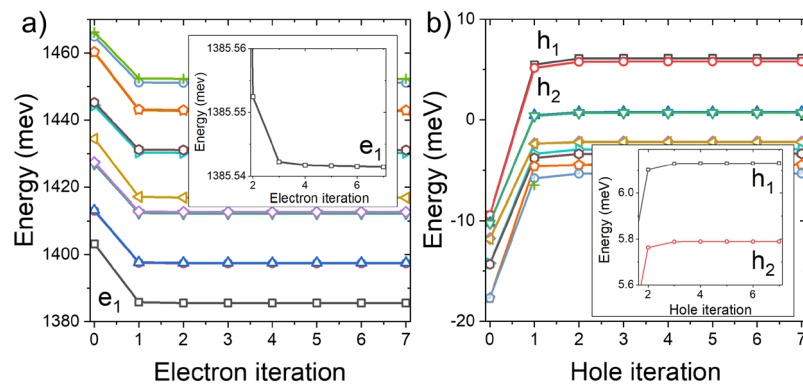 a)
1460
1440
1420
1400
1380
Energy (meV)
0 1 2 3 4 5 6 7
Electron iteration
e1
1385.56
1385.55
1385.54
Energy (meV)
2 4 6
Electron iteration
e1
b)
10
0
-10
-20
Energy (meV)
0 1 2 3 4 5 6 7
Hole iteration
h1
h2
6.0
5.8
5.6
Energy (meV)
2 4 6
Hole iteration
h1
h2